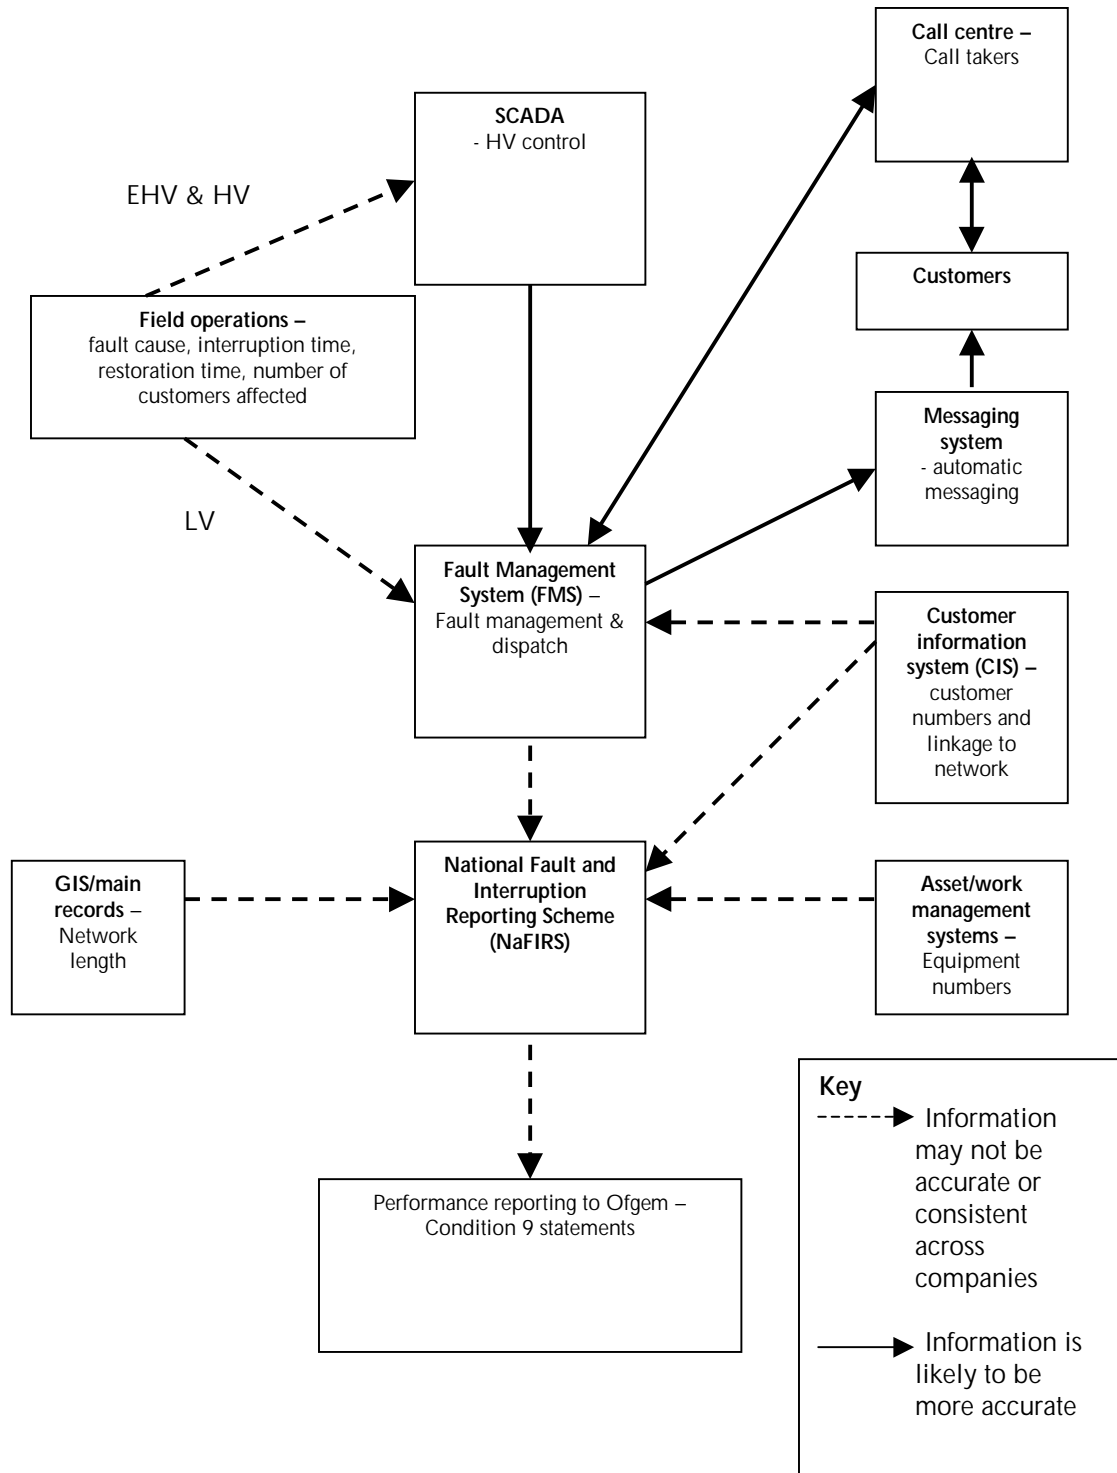 Call centre –
Call takers
SCADA
- HV control
EHV & HV
Customers
Field operations –
fault cause, interruption time,
restoration time, number of
customers affected
Messaging
system
- automatic
messaging
LV
Fault Management
System (FMS) –
Fault management &
dispatch
Customer
information
system (CIS) –
customer
numbers and
linkage to
network
GIS/main
records –
Network
length
National Fault and
Interruption
Reporting Scheme
(NaFIRS)
Asset/work
management
systems –
Equipment
numbers
Performance reporting to Ofgem –
Condition 9 statements
Key
Information
may not be
accurate or
consistent
across
companies
Information is
likely to be
more accurate